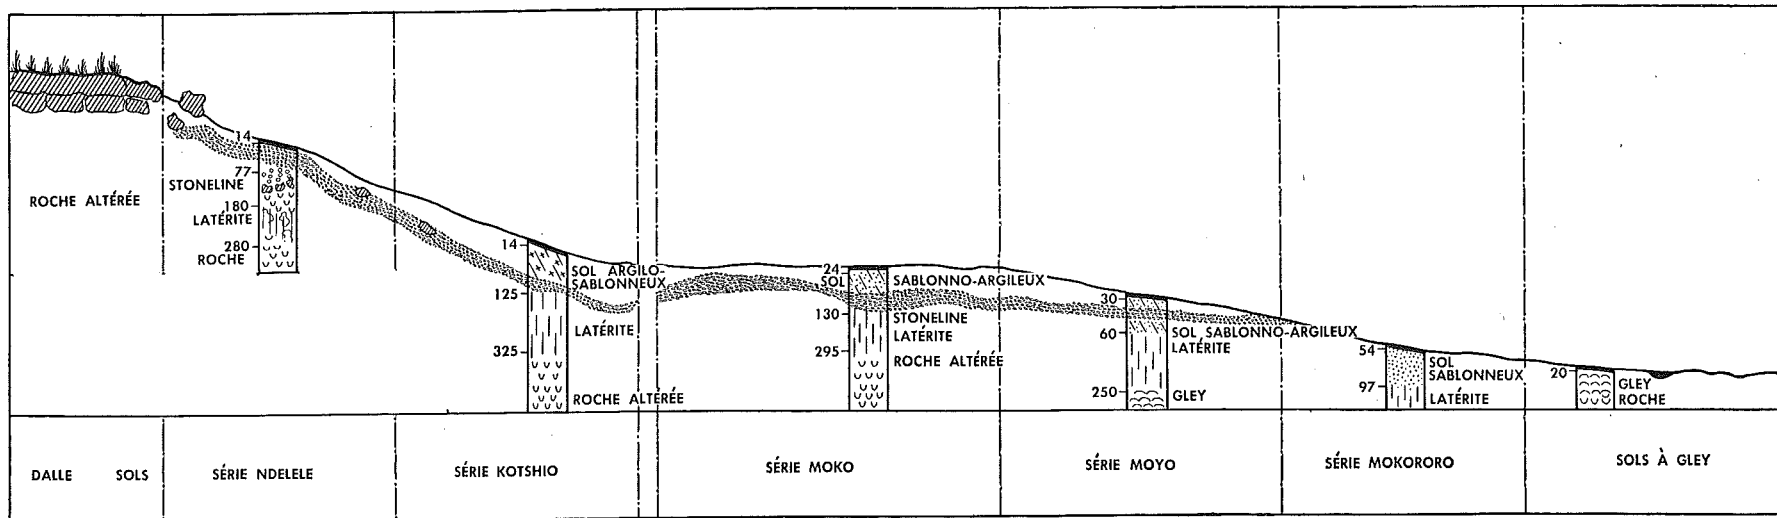 ROCHE ALTÉRÉE
14
77
STONELINE
180
LATÉRITE
280
ROCHE
14
SOL ARGILO-
SABLONNEUX
125
LATÉRITE
325
ROCHE ALTÉRÉE
24
SOL
SABLONNO-ARGILEUX
130
STONELINE
LATÉRITE
295
ROCHE ALTÉRÉE
30
60
SOL SABLONNO-ARGILEUX
LATÉRITE
250
GLEY
54
SOL
SABLONNEUX
97
LATÉRITE
20
GLEY
ROCHE
DALLE SOLS
SÉRIE NDELELE
SÉRIE KOTSHIO
SÉRIE MOKO
SÉRIE MOYO
SÉRIE MOKORORO
SOLS À GLEY